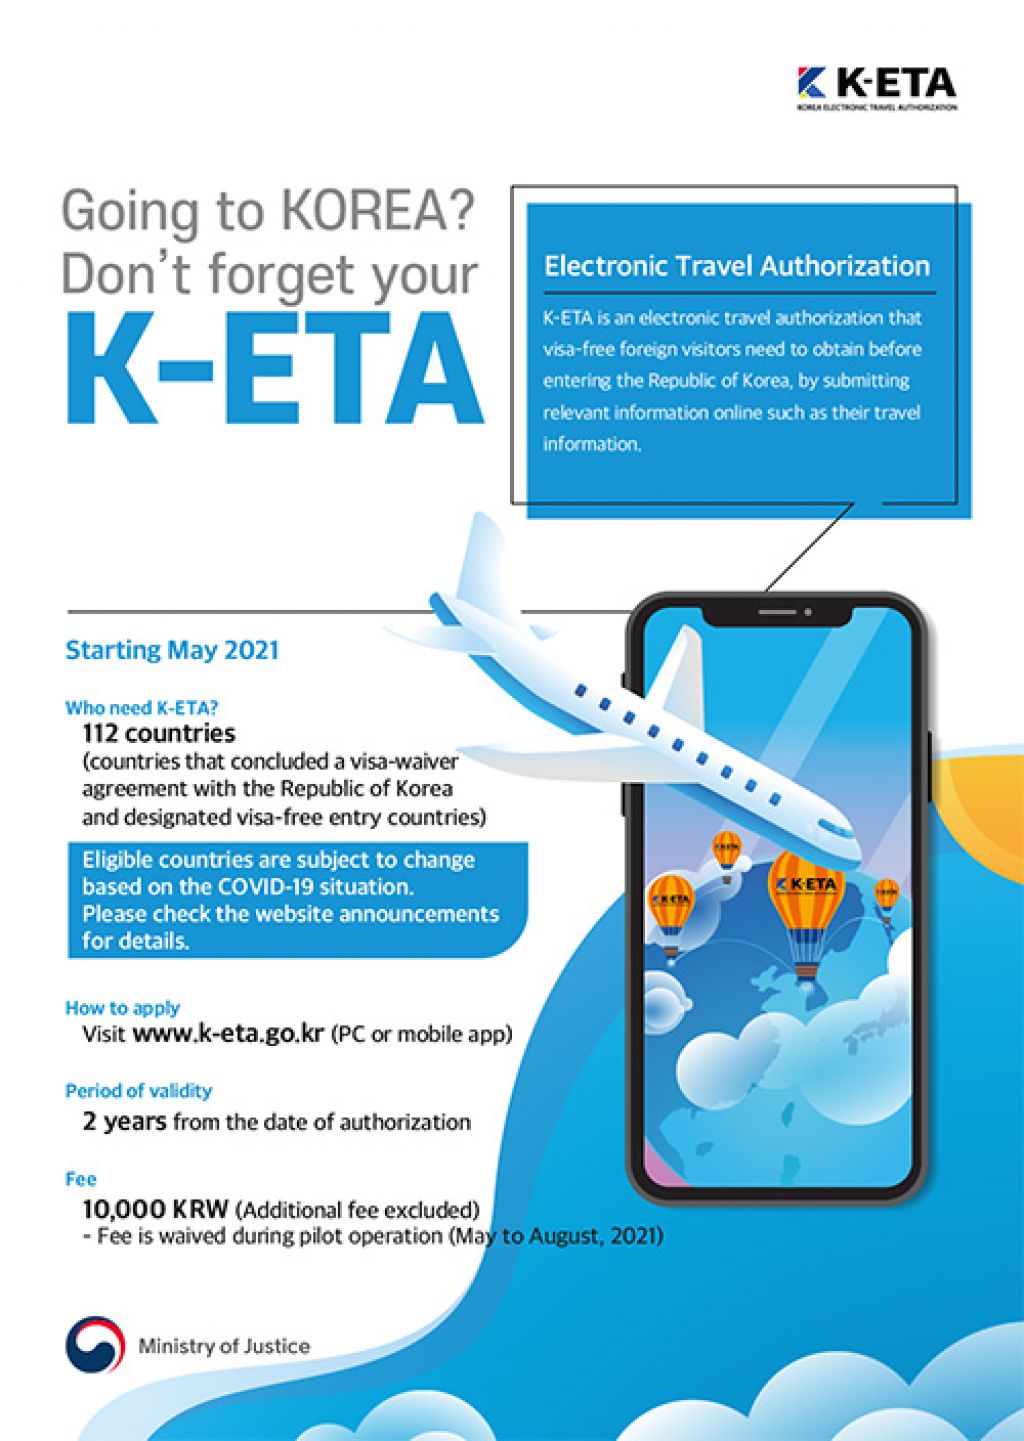 K-ETA
KOREA ELECTRONIC TRAVEL AUTHORIZATION
Going to KOREA?
Don't forget your
K-ETA
Electronic Travel Authorization
K-ETA is an electronic travel authorization that
visa-free foreign visitors need to obtain before
entering the Republic of Korea, by submitting
relevant information online such as their travel
information.
Starting May 2021
Who need K-ETA?
112 countries
(countries that concluded a visa-waiver
agreement with the Republic of Korea
and designated visa-free entry countries)
Eligible countries are subject to change
based on the COVID-19 situation.
Please check the website announcements
for details.
K-ETA
K-ETA
K-ETA
K-ETA
How to apply
Visit www.k-eta.go.kr (PC or mobile app)
Period of validity
2 years from the date of authorization
Fee
10,000 KRW (Additional fee excluded)
- Fee is waived during pilot operation (May to August, 2021)
Ministry of Justice